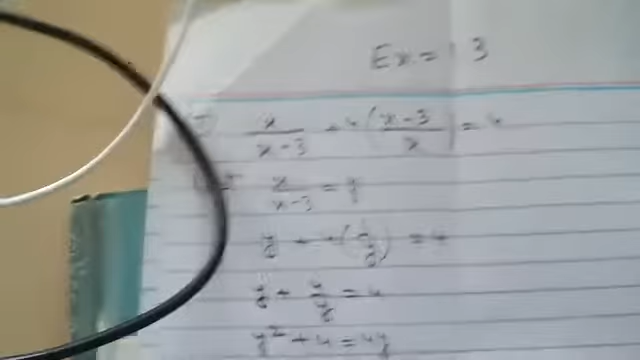 Ex = 13
x/(x-3) + 4((x-3)/x) = 4
x/(x-3) = y
y + 4(1/y) = 4
y + 4/y = 4
y² + 4 = 4y